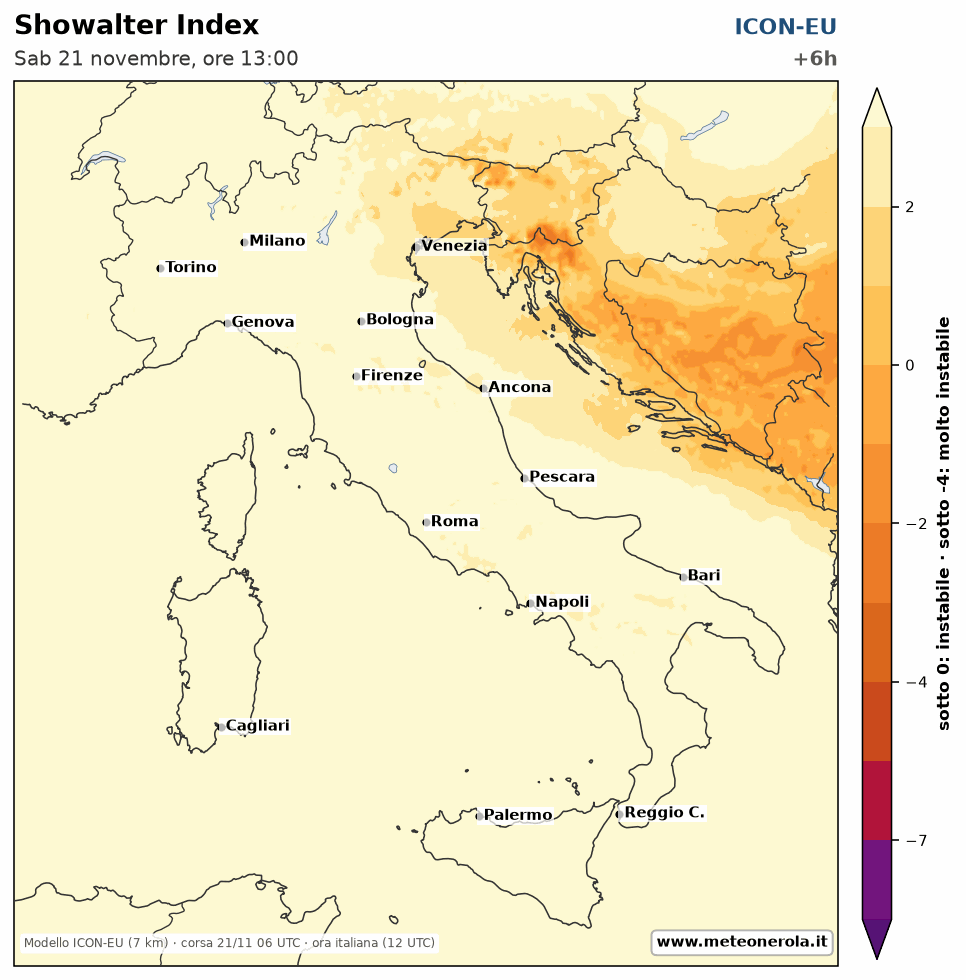 Showalter Index
ICON-EU
Sab 21 novembre, ore 13:00
+6h
Milano
Venezia
Torino
Genova
Bologna
Firenze
Ancona
Pescara
Roma
Bari
Napoli
Cagliari
Palermo
Reggio C.
2
0
−2
−4
−7
sotto 0: instabile · sotto -4: molto instabile
Modello ICON-EU (7 km) · corsa 21/11 06 UTC · ora italiana (12 UTC)
www.meteonerola.it